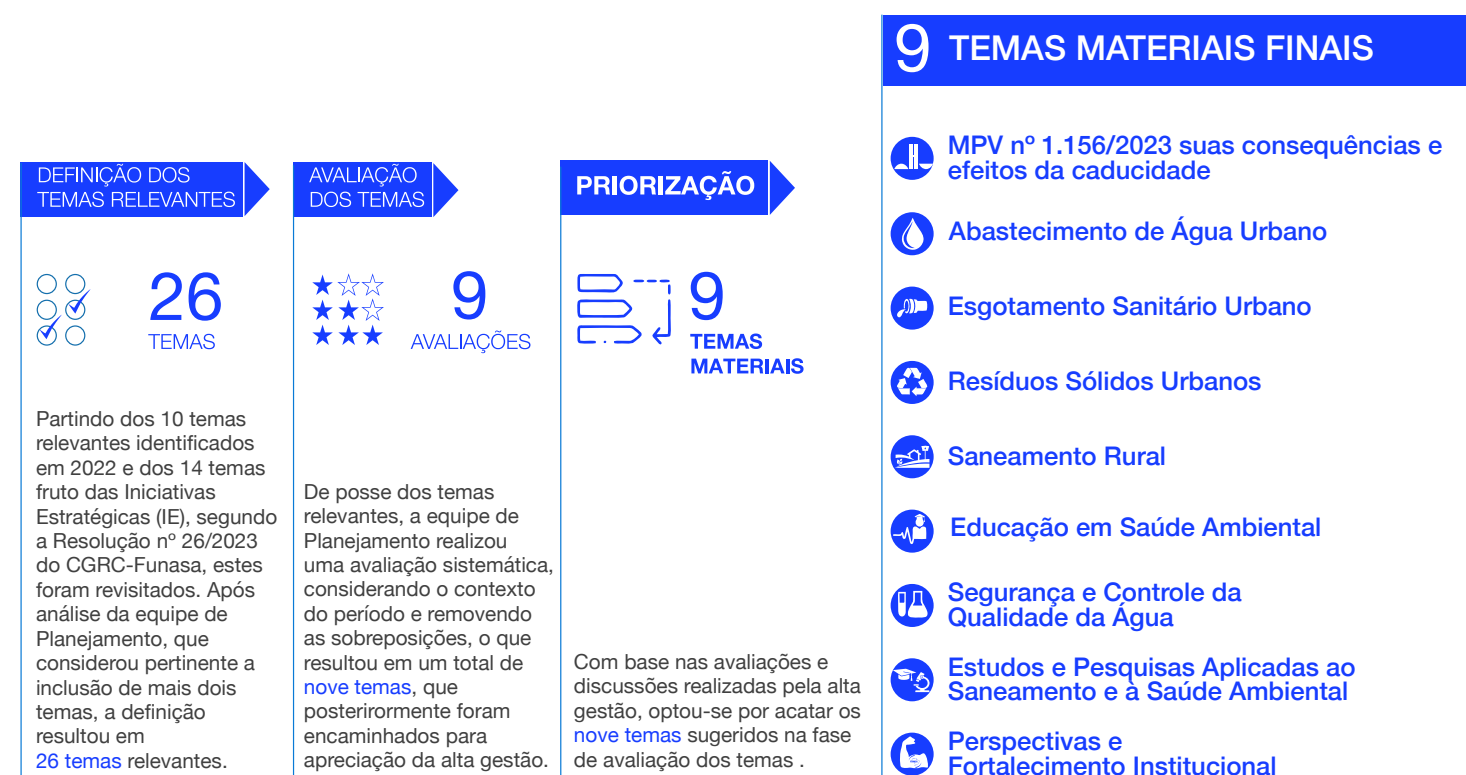 DEFINIÇÃO DOS
TEMAS RELEVANTES
26
TEMAS
Partindo dos 10 temas
relevantes identificados
em 2022 e dos 14 temas
fruto das Iniciativas
Estratégicas (IE), segundo
a Resolução nº 26/2023
do CGRC-Funasa, estes
foram revisitados. Após
análise da equipe de
Planejamento, que
considerou pertinente a
inclusão de mais dois
temas, a definição
resultou em
26 temas relevantes.
AVALIAÇÃO
DOS TEMAS
9
AVALIAÇÕES
De posse dos temas
relevantes, a equipe de
Planejamento realizou
uma avaliação sistemática,
considerando o contexto
do período e removendo
as sobreposições, o que
resultou em um total de
nove temas, que
posterirormente foram
encaminhados para
apreciação da alta gestão.
PRIORIZAÇÃO
9
TEMAS
MATERIAIS
Com base nas avaliações e
discussões realizadas pela alta
gestão, optou-se por acatar os
nove temas sugeridos na fase
de avaliação dos temas .
9 TEMAS MATERIAIS FINAIS
MPV nº 1.156/2023 suas consequências e
efeitos da caducidade
Abastecimento de Água Urbano
Esgotamento Sanitário Urbano
Resíduos Sólidos Urbanos
Saneamento Rural
Educação em Saúde Ambiental
Segurança e Controle da
Qualidade da Água
Estudos e Pesquisas Aplicadas ao
Saneamento e à Saúde Ambiental
Perspectivas e
Fortalecimento Institucional